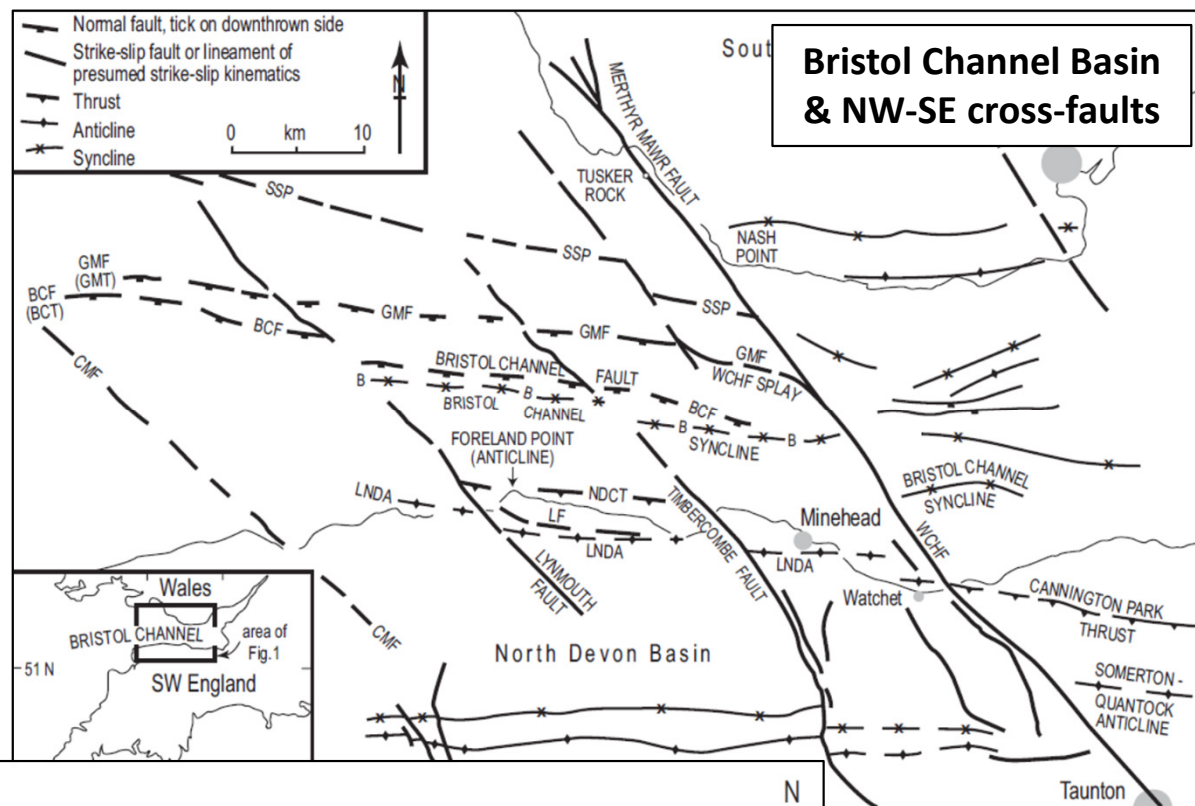 Normal fault, tick on downthrown side
Strike-slip fault or lineament of
presumed strike-slip kinematics
Thrust
Anticline
Syncline
0 km 10
N
Sout
Bristol Channel Basin
& NW-SE cross-faults
MERTHYR MAWR FAULT
TUSKER
ROCK
NASH
POINT
SSP
SSP
SSP
GMF
(GMT)
BCF
(BCT)
BCF
GMF
GMF
GMF
WCHF SPLAY
CMF
BRISTOL CHANNEL
FAULT
B
B
BRISTOL
CHANNEL
BCF
B
B
SYNCLINE
FORELAND POINT
(ANTICLINE)
BRISTOL CHANNEL
SYNCLINE
LNDA
NDCT
LF
LNDA
TIMBERCOMBE FAULT
Minehead
LNDA
WCHF
LYNMOUTH
FAULT
Watchet
CANNINGTON PARK
THRUST
Wales
BRISTOL CHANNEL
area of
Fig.1
51 N
SW England
CMF
North Devon Basin
SOMERTON -
QUANTOCK
ANTICLINE
N
Taunton